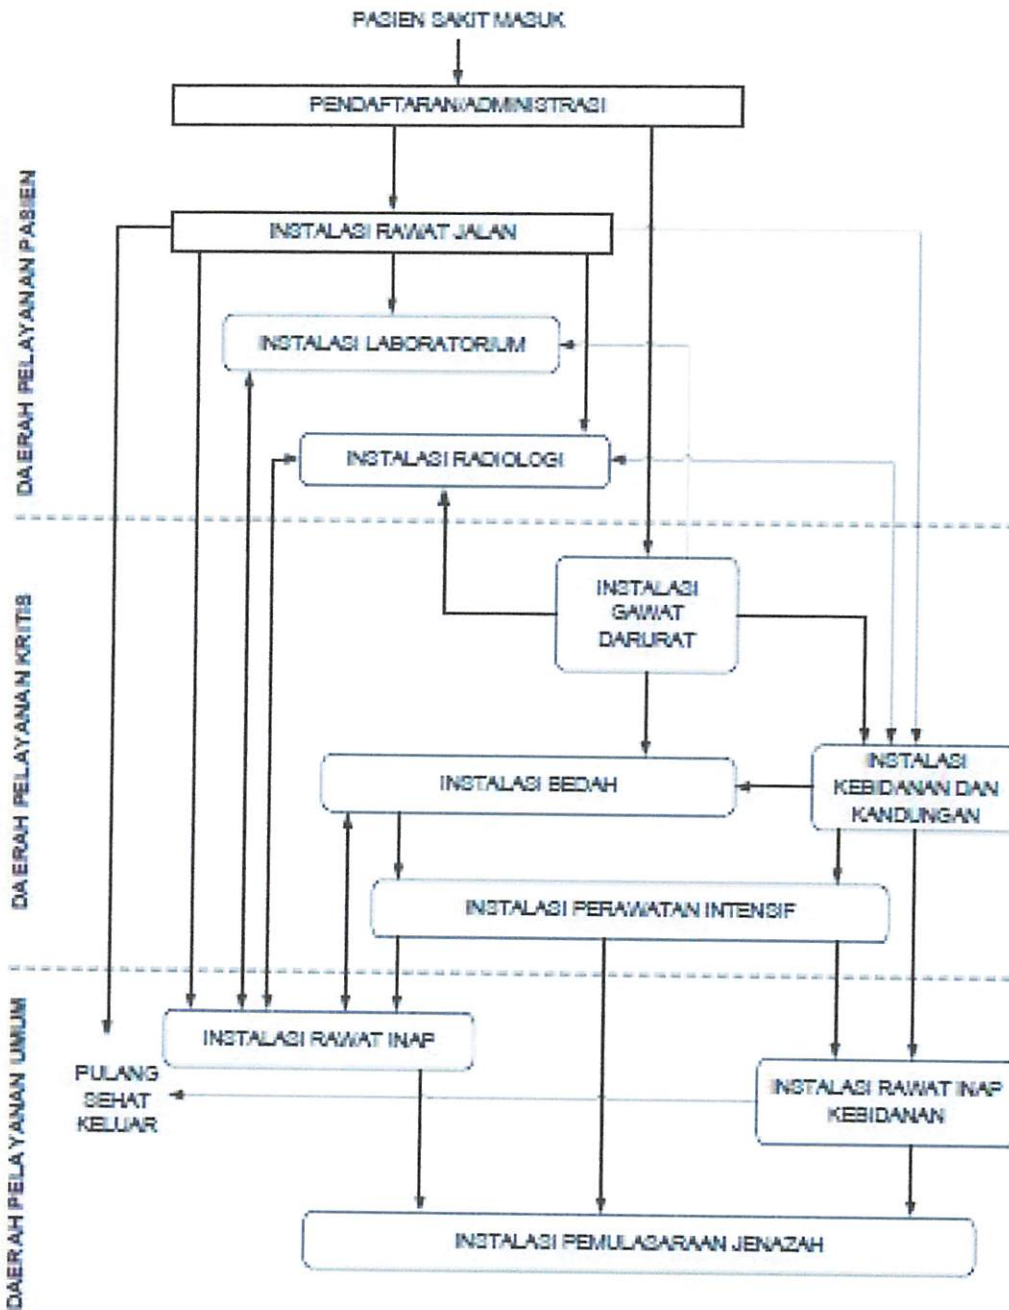 PASIEN SAKIT MASUK
PENDAFTARAN/ADMINISTRASI
DAERAH PELAYANAN PASIEN
INSTALASI RAWAT JALAN
INSTALASI LABORATORIUM
INSTALASI RADIOLOGI
DAERAH PELAYANAN KRITIS
INSTALASI
GAWAT
DARURAT
INSTALASI BEDAH
INSTALASI
KEBIDANAN DAN
KANDUNGAN
INSTALASI PERAWATAN INTENSIF
DAERAH PELAYANAN UMUM
INSTALASI RAWAT INAP
PULANG
SEHAT
KELUAR
INSTALASI RAWAT INAP
KEBIDANAN
INSTALASI PEMULASARAAN JENAZAH